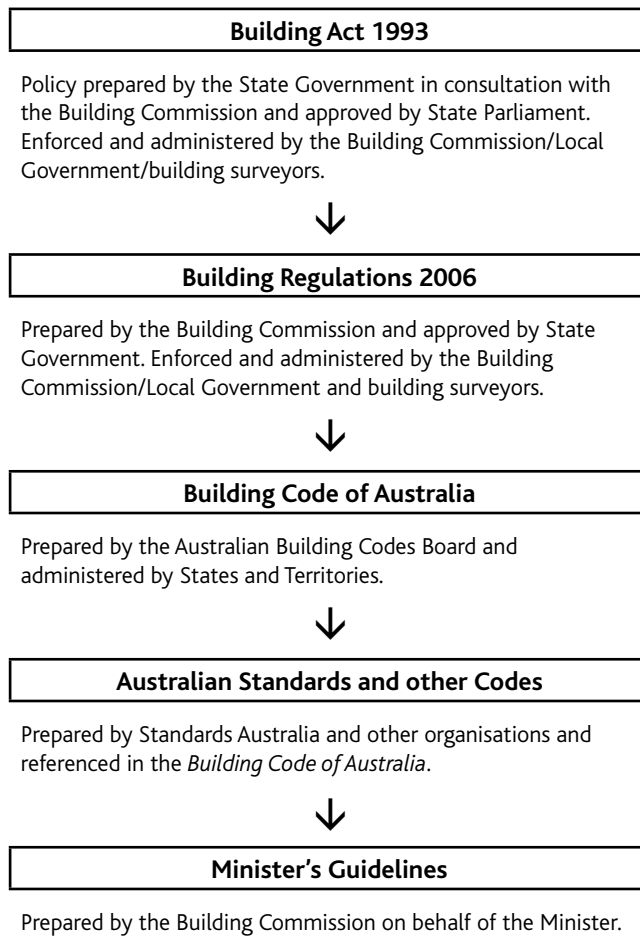 Building Act 1993
Policy prepared by the State Government in consultation with
the Building Commission and approved by State Parliament.
Enforced and administered by the Building Commission/Local
Government/building surveyors.
Building Regulations 2006
Prepared by the Building Commission and approved by State
Government. Enforced and administered by the Building
Commission/Local Government and building surveyors.
Building Code of Australia
Prepared by the Australian Building Codes Board and
administered by States and Territories.
Australian Standards and other Codes
Prepared by Standards Australia and other organisations and
referenced in the Building Code of Australia.
Minister’s Guidelines
Prepared by the Building Commission on behalf of the Minister.